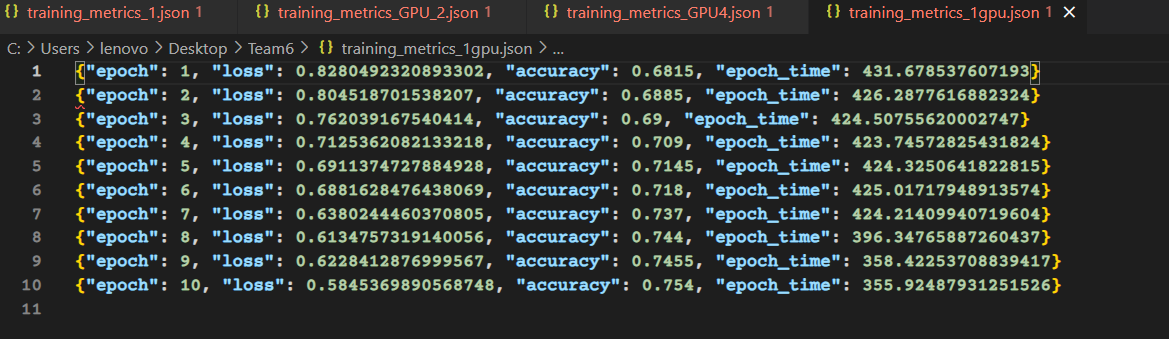 {} training_metrics_1.json 1 {} training_metrics_GPU_2.json 1 {} training_metrics_GPU4.json 1 {} training_metrics_1gpu.json 1 ×
C: > Users > lenovo > Desktop > Team6 > {} training_metrics_1gpu.json > ...
1 {"epoch": 1, "loss": 0.8280492320893302, "accuracy": 0.6815, "epoch_time": 431.678537607193}
2 {"epoch": 2, "loss": 0.804518701538207, "accuracy": 0.6885, "epoch_time": 426.2877616882324}
3 {"epoch": 3, "loss": 0.762039167540414, "accuracy": 0.69, "epoch_time": 424.50755620002747}
4 {"epoch": 4, "loss": 0.7125362082133218, "accuracy": 0.709, "epoch_time": 423.74572825431824}
5 {"epoch": 5, "loss": 0.6911374727884928, "accuracy": 0.7145, "epoch_time": 424.3250641822815}
6 {"epoch": 6, "loss": 0.6881628476438069, "accuracy": 0.718, "epoch_time": 425.01717948913574}
7 {"epoch": 7, "loss": 0.6380244460370805, "accuracy": 0.737, "epoch_time": 424.21409940719604}
8 {"epoch": 8, "loss": 0.6134757319140056, "accuracy": 0.744, "epoch_time": 396.34765887260437}
9 {"epoch": 9, "loss": 0.6228412876999567, "accuracy": 0.7455, "epoch_time": 358.42253708839417}
10 {"epoch": 10, "loss": 0.5845369890568748, "accuracy": 0.754, "epoch_time": 355.92487931251526}
11